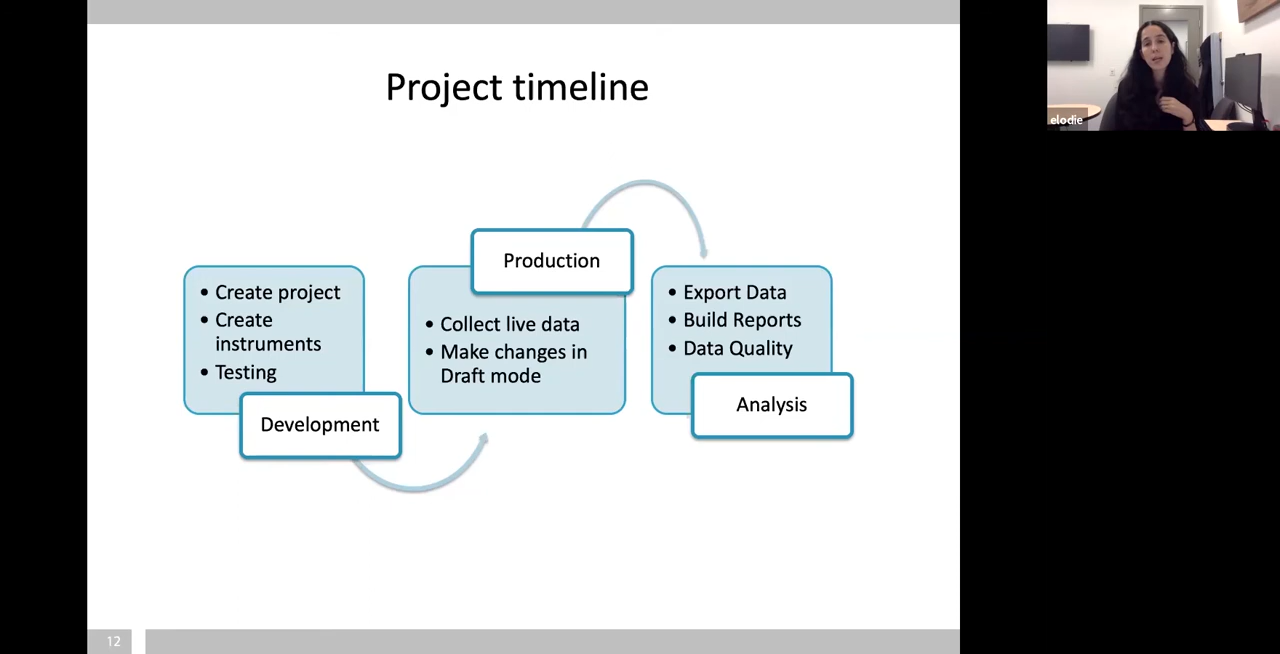 Project timeline
• Create project
• Create
instruments
• Testing
Development
Production
• Collect live data
• Make changes in
Draft mode
• Export Data
• Build Reports
• Data Quality
Analysis
12
elodie